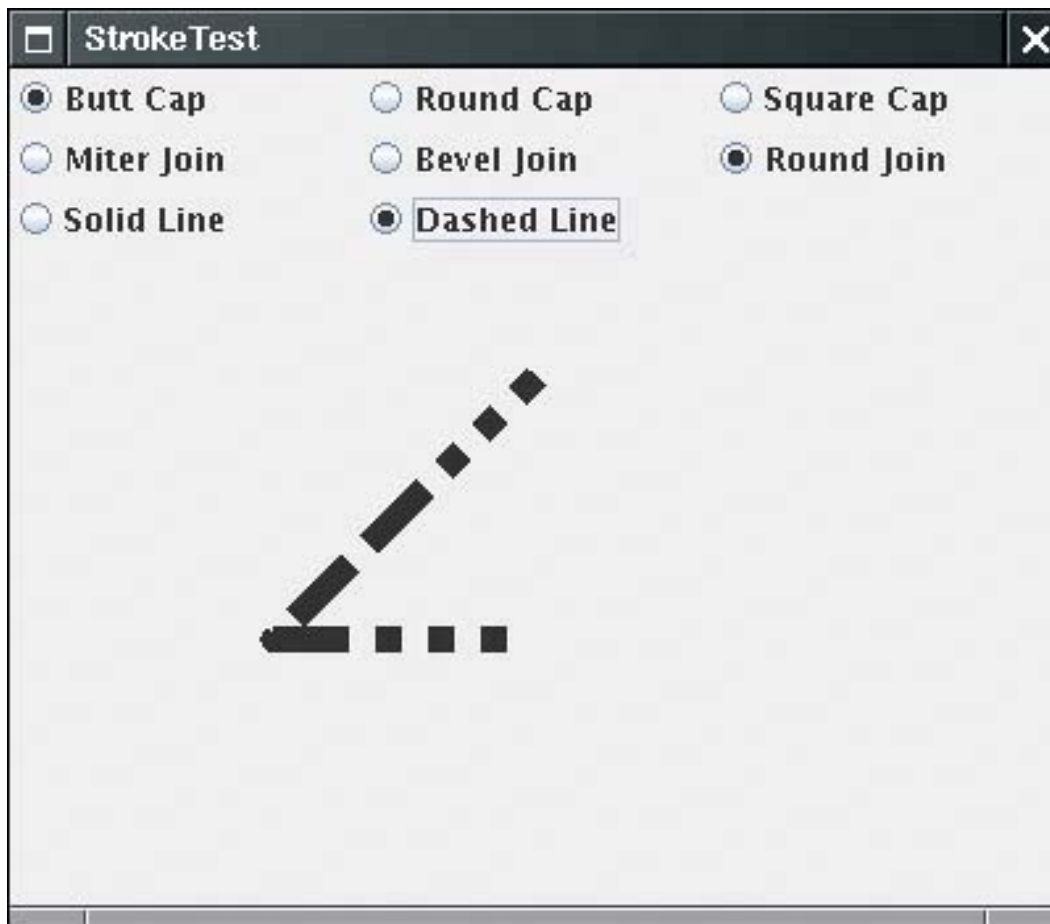 StrokeTest
Butt Cap Round Cap Square Cap
Miter Join Bevel Join Round Join
Solid Line Dashed Line